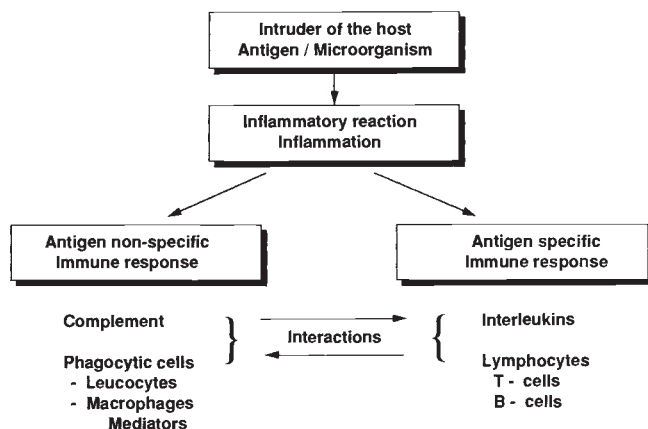 Intruder of the host
Antigen / Microorganism
Inflammatory reaction
Inflammation
Antigen non-specific
Immune response
Antigen specific
Immune response
Complement
Interactions
Interleukins
Phagocytic cells
- Leucocytes
- Macrophages
Mediators
Lymphocytes
T - cells
B - cells